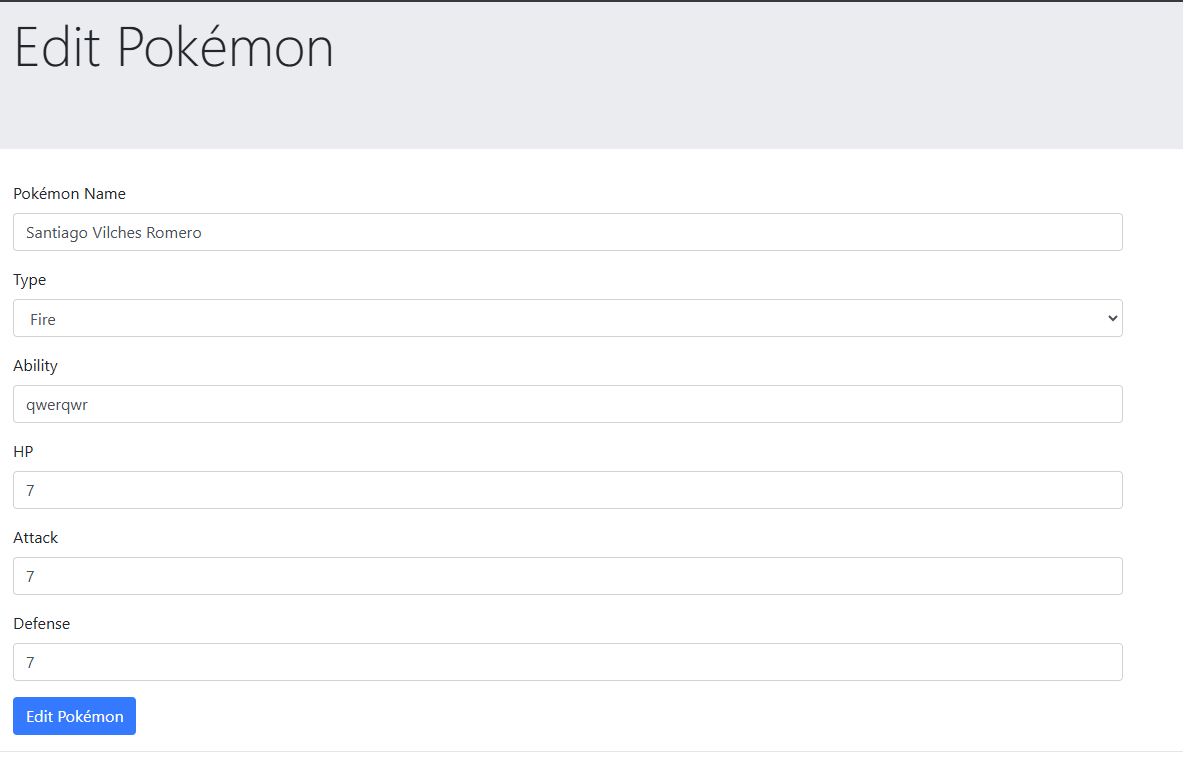 Edit Pokémon
Pokémon Name
Santiago Vilches Romero
Type
Fire
Ability
qwerqwr
HP
7
Attack
7
Defense
7
Edit Pokémon